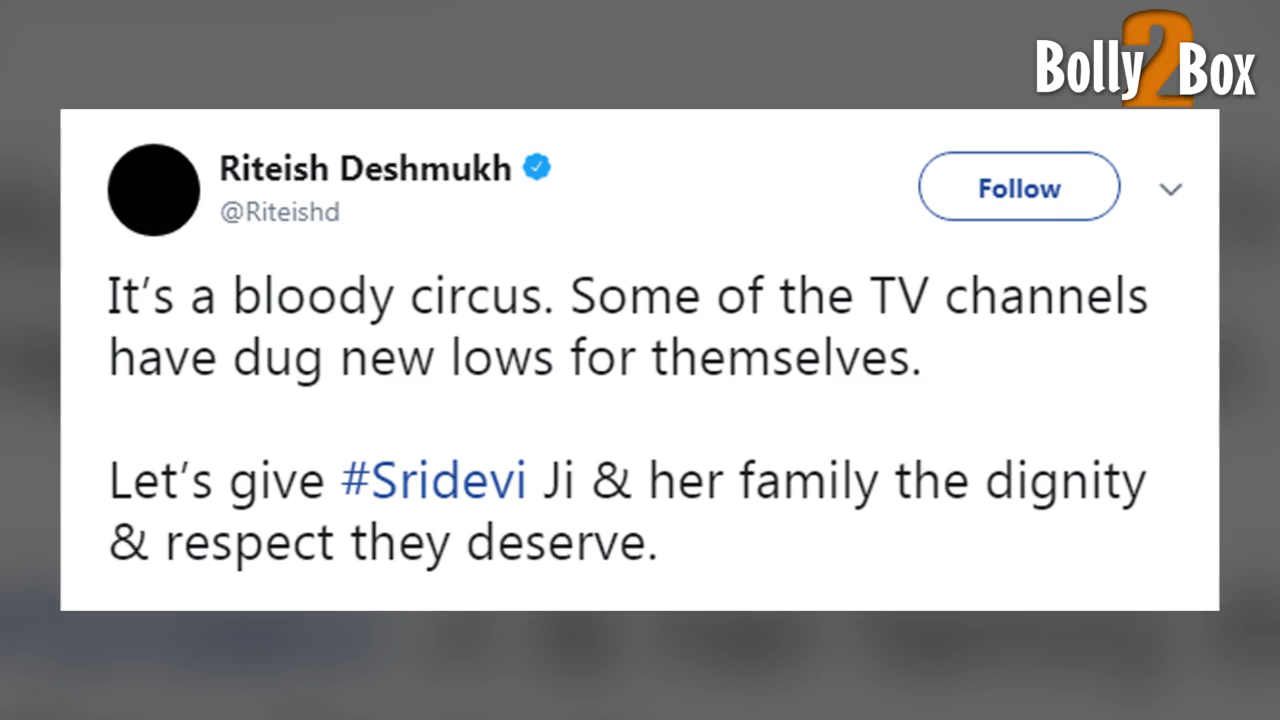 Bolly2Box
Riteish Deshmukh
@Riteishd
Follow
It’s a bloody circus. Some of the TV channels
have dug new lows for themselves.
Let’s give #Sridevi Ji & her family the dignity
& respect they deserve.